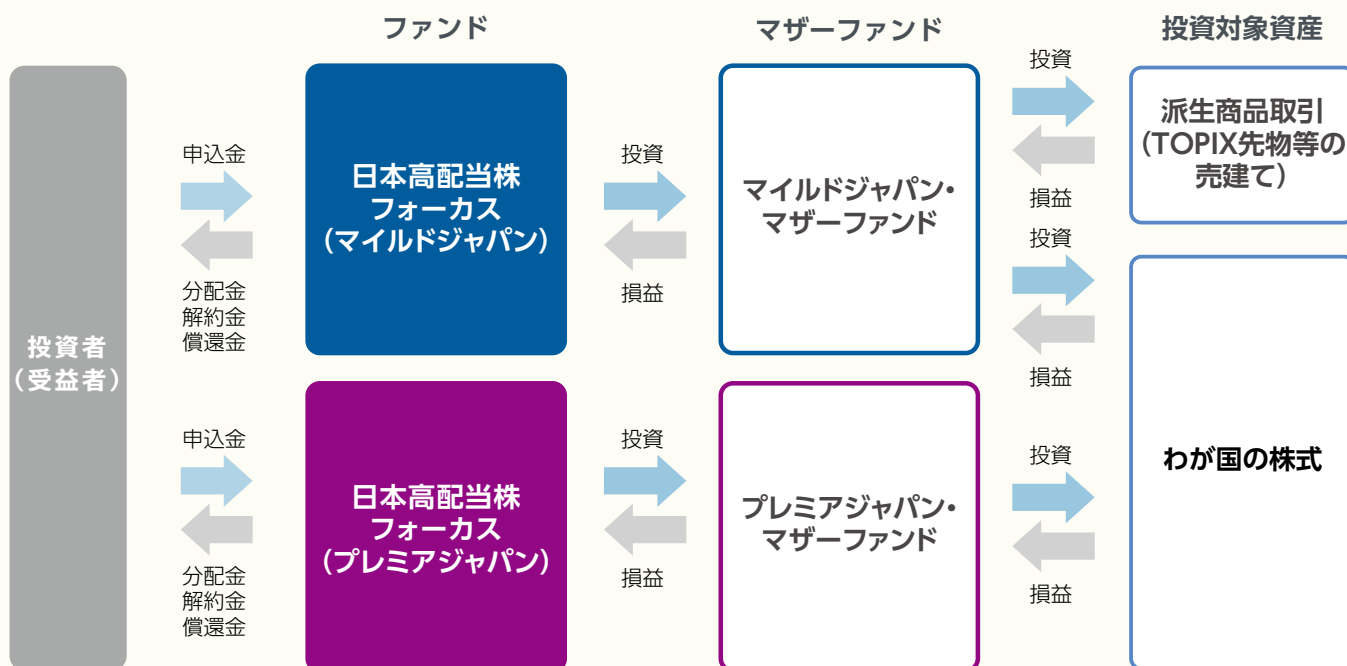 ファンド
マザーファンド
投資対象資産
投資者
（受益者）
申込金
分配金
解約金
償還金
日本高配当株
フォーカス
（マイルドジャパン）
投資
損益
マイルドジャパン・
マザーファンド
投資
損益
投資
損益
派生商品取引
（TOPIX先物等の
売建て）
申込金
分配金
解約金
償還金
日本高配当株
フォーカス
（プレミアジャパン）
投資
損益
プレミアジャパン・
マザーファンド
投資
損益
わが国の株式